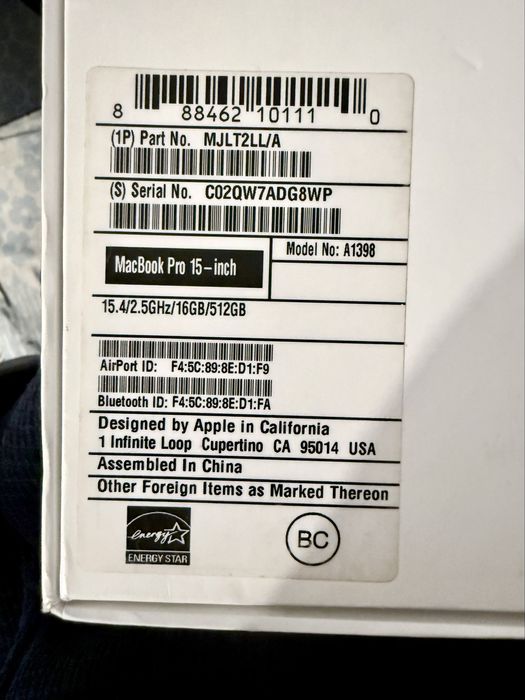 8 88462 10111 0
(1P) Part No. MJLT2LL/A
(S) Serial No. C02QW7ADG8WP
MacBook Pro 15-inch
Model No: A1398
15.4/2.5GHz/16GB/512GB
AirPort ID: F4:5C:89:8E:D1:F9
Bluetooth ID: F4:5C:89:8E:D1:FA
Designed by Apple in California
1 Infinite Loop Cupertino CA 95014 USA
Assembled In China
Other Foreign Items as Marked Thereon
energy
ENERGY STAR
BC